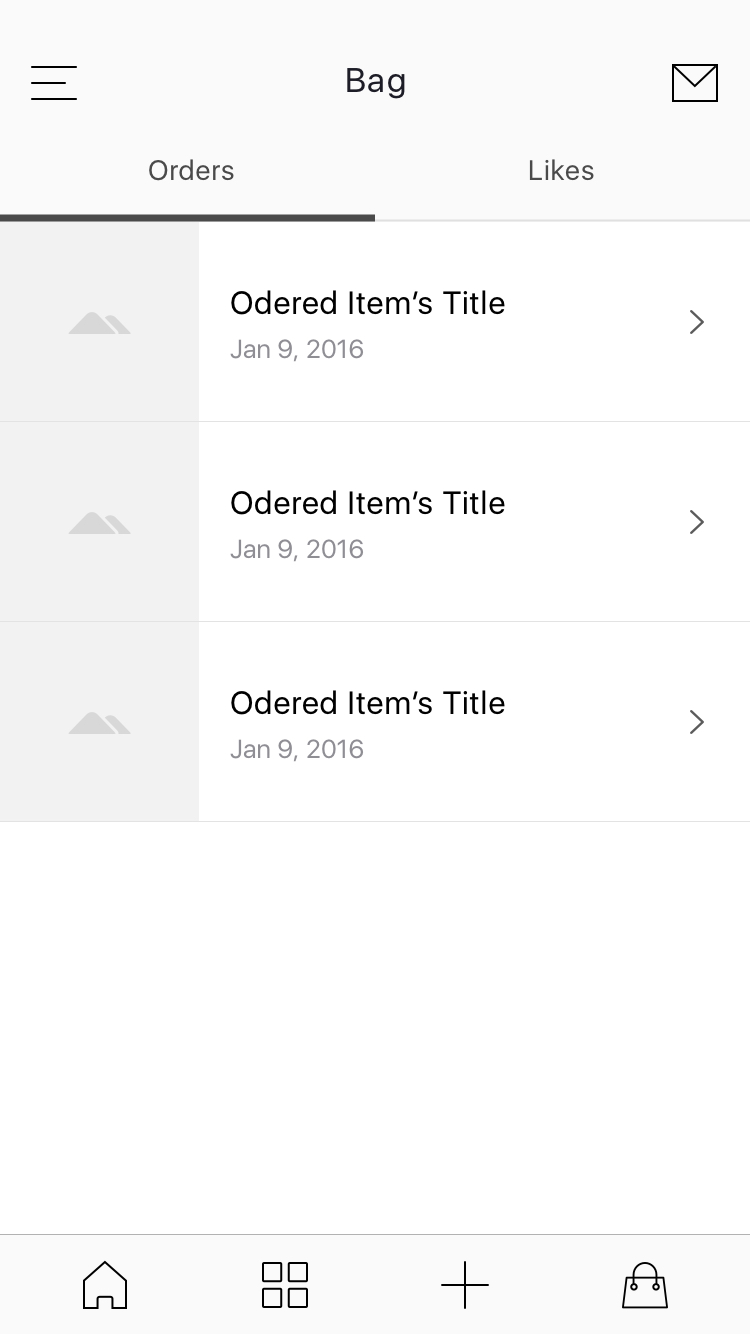 Bag
Orders
Likes
Odered Item’s Title
Jan 9, 2016
Odered Item’s Title
Jan 9, 2016
Odered Item’s Title
Jan 9, 2016